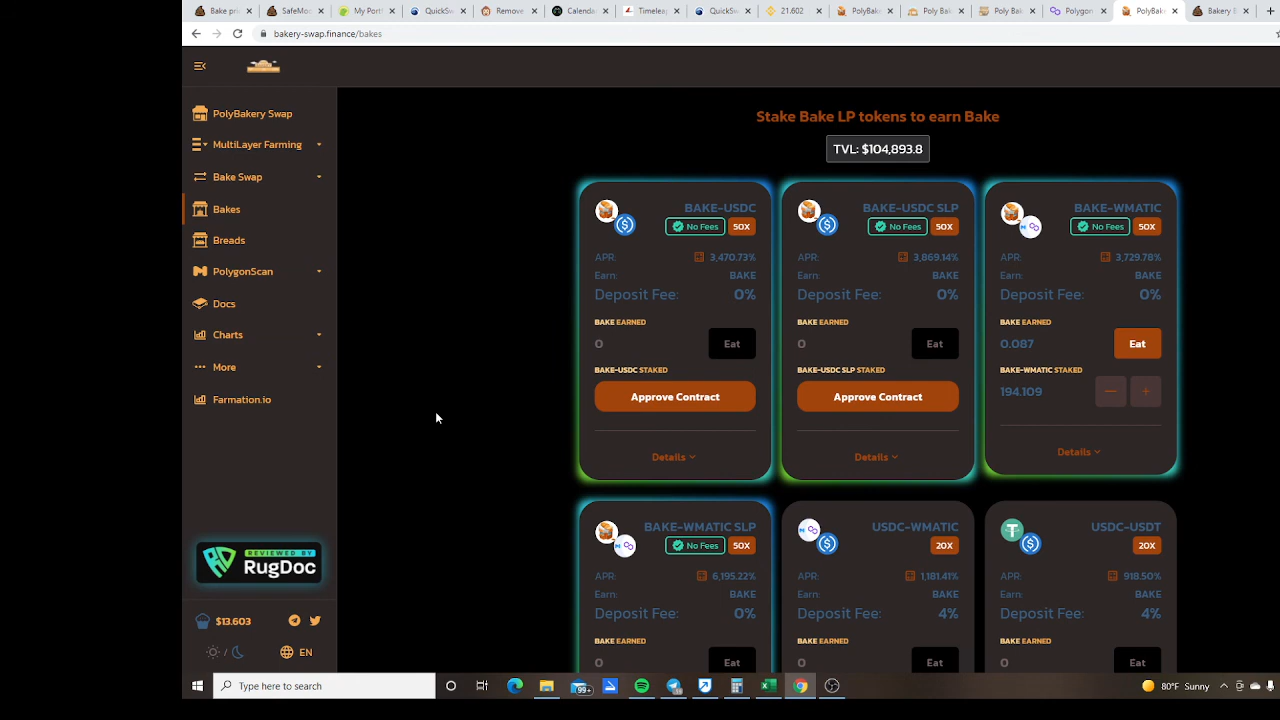 Bake pri
SafeMoo
My Port
QuickSw
Remove
Calenda
Timelea
QuickSw
21.602
PolyBak
Poly Bak
Poly Bak
Polygon
PolyBak
Bakery
bakery-swap.finance/bakes
PolyBakery Swap
MultiLayer Farming
Bake Swap
Bakes
Breads
PolygonScan
Docs
Charts
More
Farmation.io
REVIEWED BY
RugDoc
$13.603
/
EN
Stake Bake LP tokens to earn Bake
TVL: $104,893.8
BAKE-USDC
No Fees 50X
APR: 3,470.73%
Earn: BAKE
Deposit Fee: 0%
BAKE EARNED
0 Eat
BAKE-USDC STAKED
Approve Contract
Details
BAKE-USDC SLP
No Fees 50X
APR: 3,869.14%
Earn: BAKE
Deposit Fee: 0%
BAKE EARNED
0 Eat
BAKE-USDC SLP STAKED
Approve Contract
Details
BAKE-WMATIC
No Fees 50X
APR: 3,729.78%
Earn: BAKE
Deposit Fee: 0%
BAKE EARNED
0.087 Eat
BAKE-WMATIC STAKED
194.109 − +
Details
BAKE-WMATIC SLP
No Fees 50X
APR: 6,195.22%
Earn: BAKE
Deposit Fee: 0%
BAKE EARNED
0 Eat
USDC-WMATIC
20X
APR: 1,181.41%
Earn: BAKE
Deposit Fee: 4%
BAKE EARNED
0 Eat
USDC-USDT
20X
APR: 918.50%
Earn: BAKE
Deposit Fee: 4%
BAKE EARNED
0 Eat
Type here to search
99+
80°F Sunny